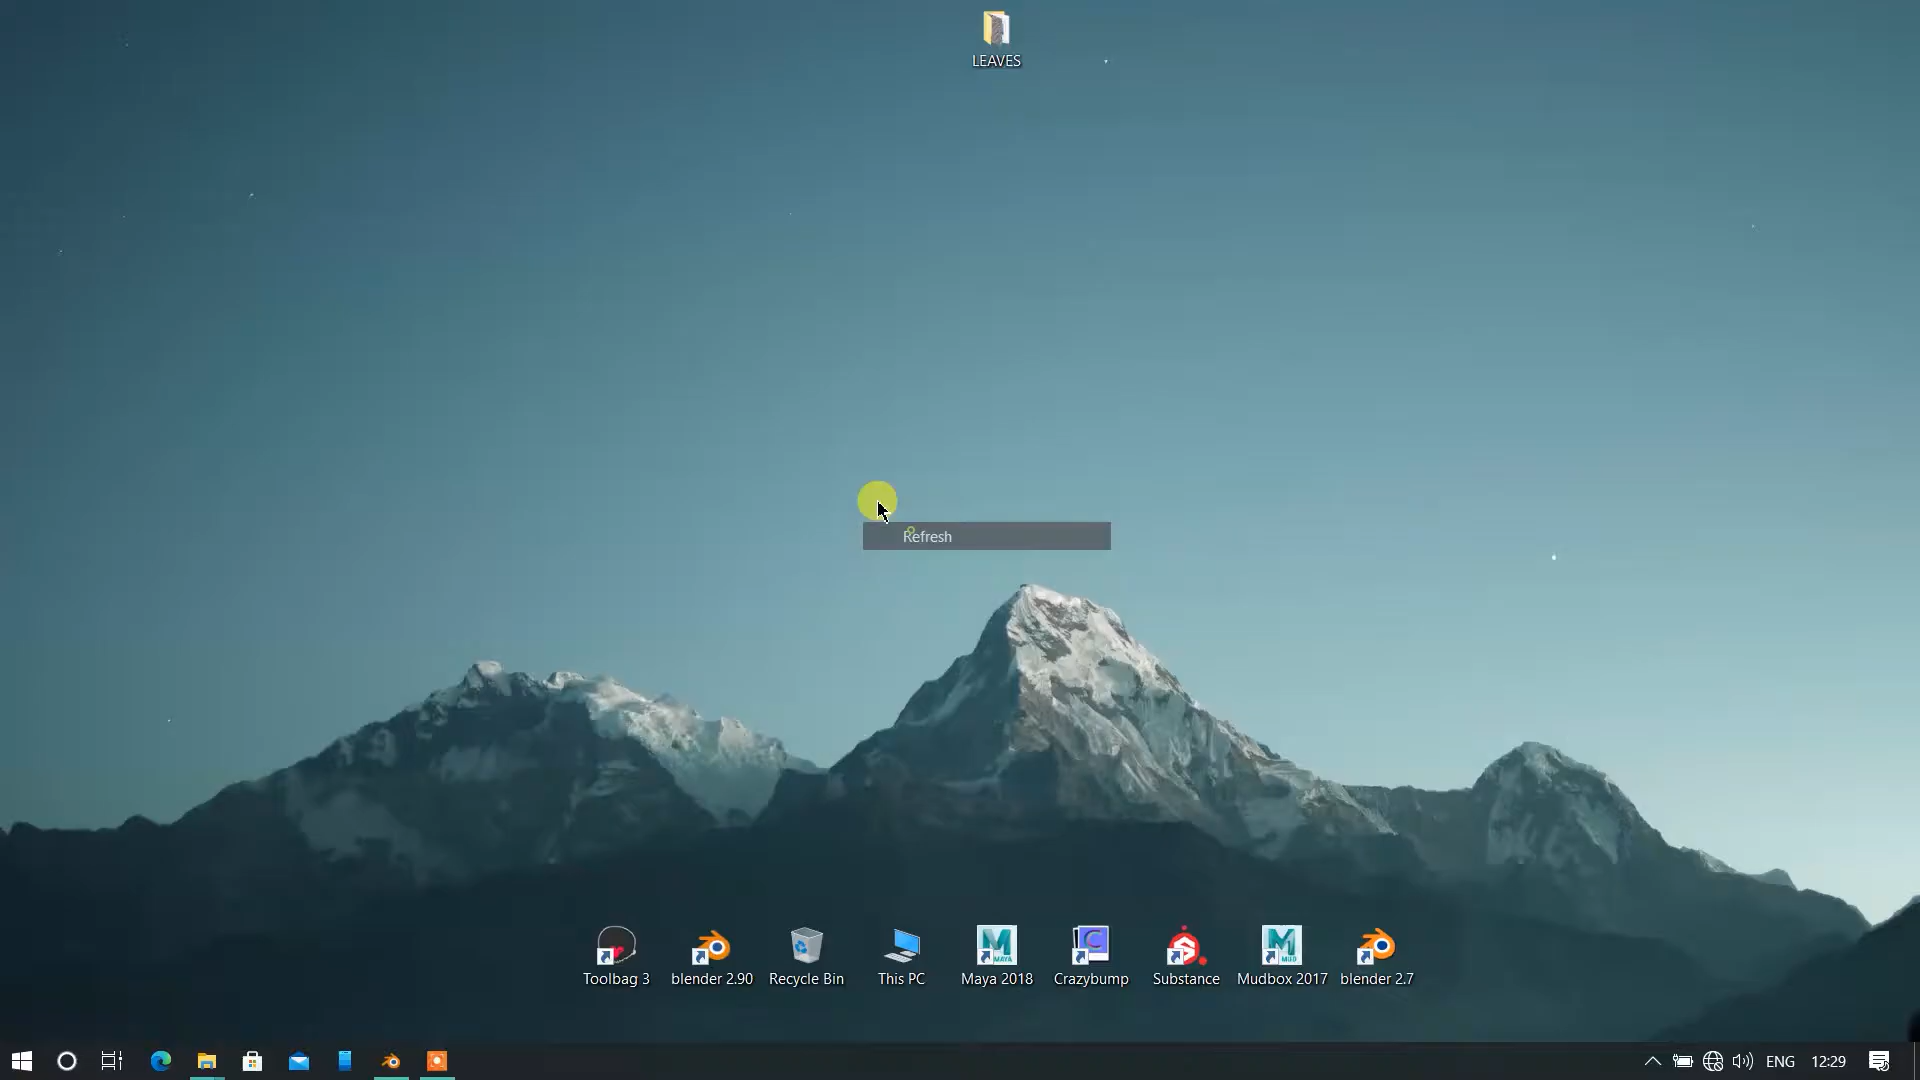 LEAVES
Refresh
Toolbag 3
blender 2.90
Recycle Bin
This PC
Maya 2018
Crazybump
Substance
Mudbox 2017
blender 2.7
ENG
12:29